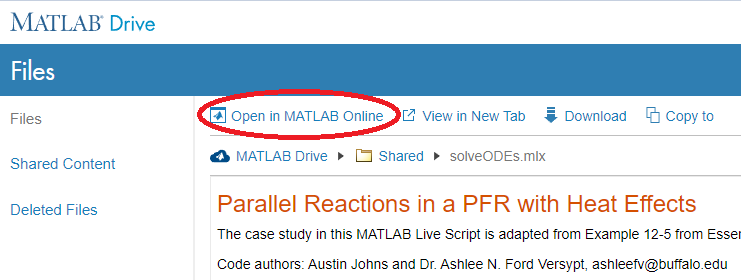 MATLAB® Drive
Files
Files
Open in MATLAB Online View in New Tab Download Copy to
Shared Content
MATLAB Drive Shared solveODEs.mlx
Deleted Files
Parallel Reactions in a PFR with Heat Effects
The case study in this MATLAB Live Script is adapted from Example 12-5 from Esser
Code authors: Austin Johns and Dr. Ashlee N. Ford Versypt, ashleefv@buffalo.edu